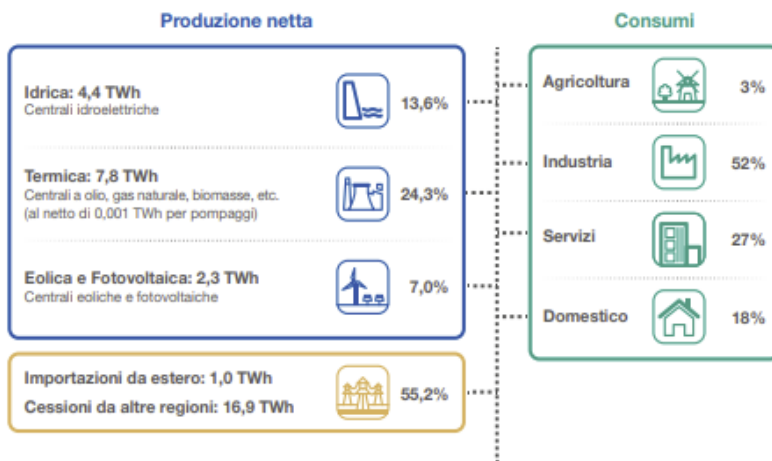 Produzione netta
Idrica: 4,4 TWh
Centrali idroelettriche
13,6%
Termica: 7,8 TWh
Centrali a olio, gas naturale, biomasse, etc.
(al netto di 0,001 TWh per pompaggi)
24,3%
Eolica e Fotovoltaica: 2,3 TWh
Centrali eoliche e fotovoltaiche
7,0%
Importazioni da estero: 1,0 TWh
Cessioni da altre regioni: 16,9 TWh
55,2%
Consumi
Agricoltura
3%
Industria
52%
Servizi
27%
Domestico
18%